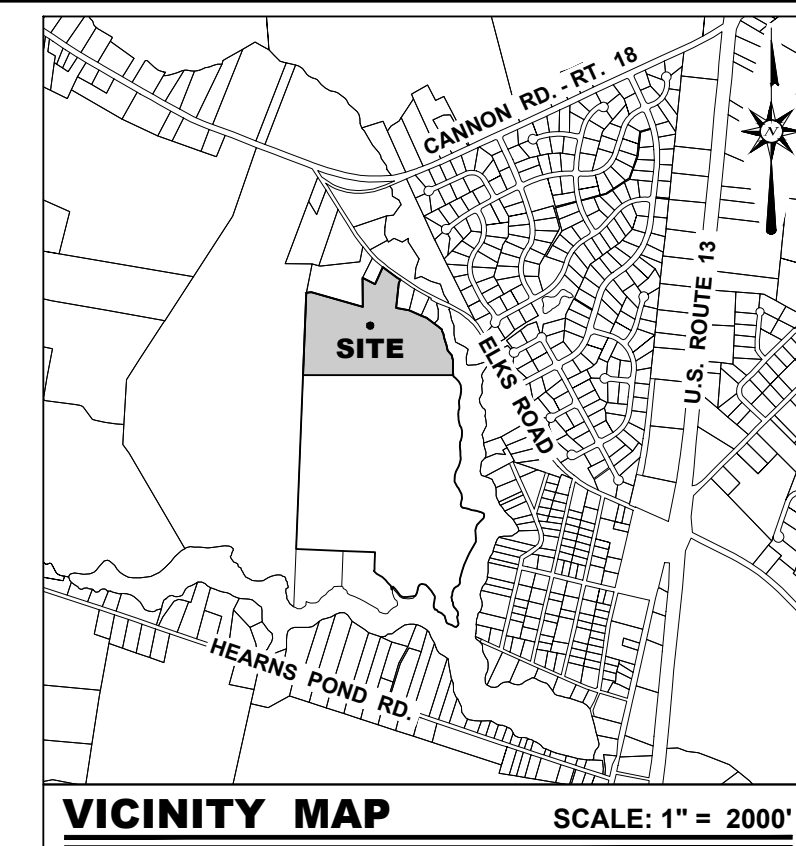 CANNON RD. - RT. 18
N
SITE
ELKS ROAD
U.S. ROUTE 13
HEARNS POND RD.
VICINITY MAP SCALE: 1" = 2000'